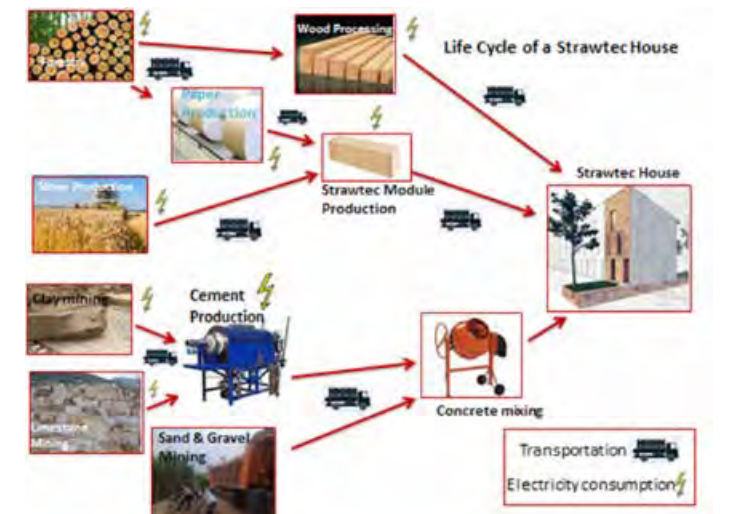 Life Cycle of a Strawtec House
Forestry
Wood Processing
Paper
Production
Straw Production
Strawtec Module
Production
Strawtec House
Clay mining
Cement
Production
Limestone
Mining
Sand & Gravel
Mining
Concrete mixing
Transportation
Electricity consumption